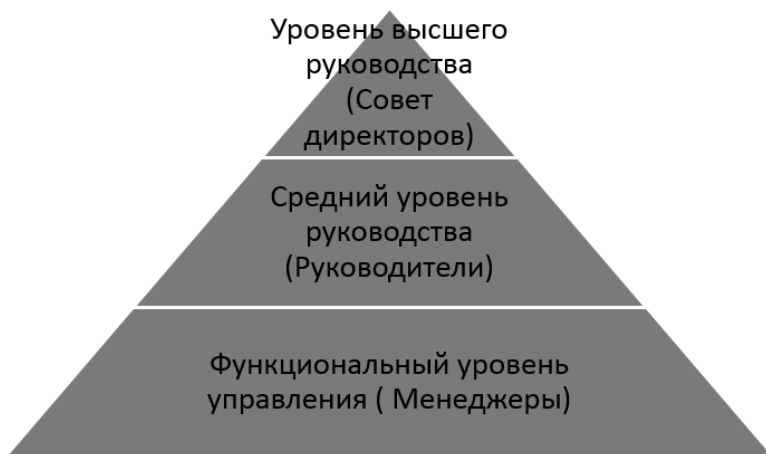 Уровень высшего
руководства
(Совет
директоров)
Средний уровень
руководства
(Руководители)
Функциональный уровень
управления ( Менеджеры)